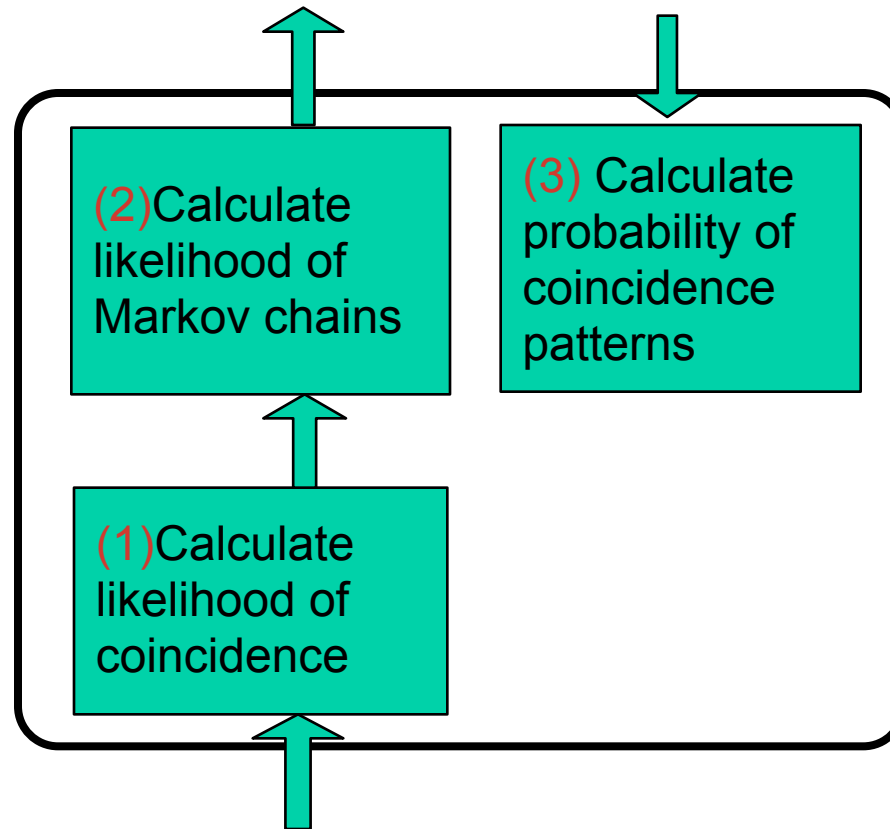 (2)Calculate
likelihood of
Markov chains
(3) Calculate
probability of
coincidence
patterns
(1)Calculate
likelihood of
coincidence